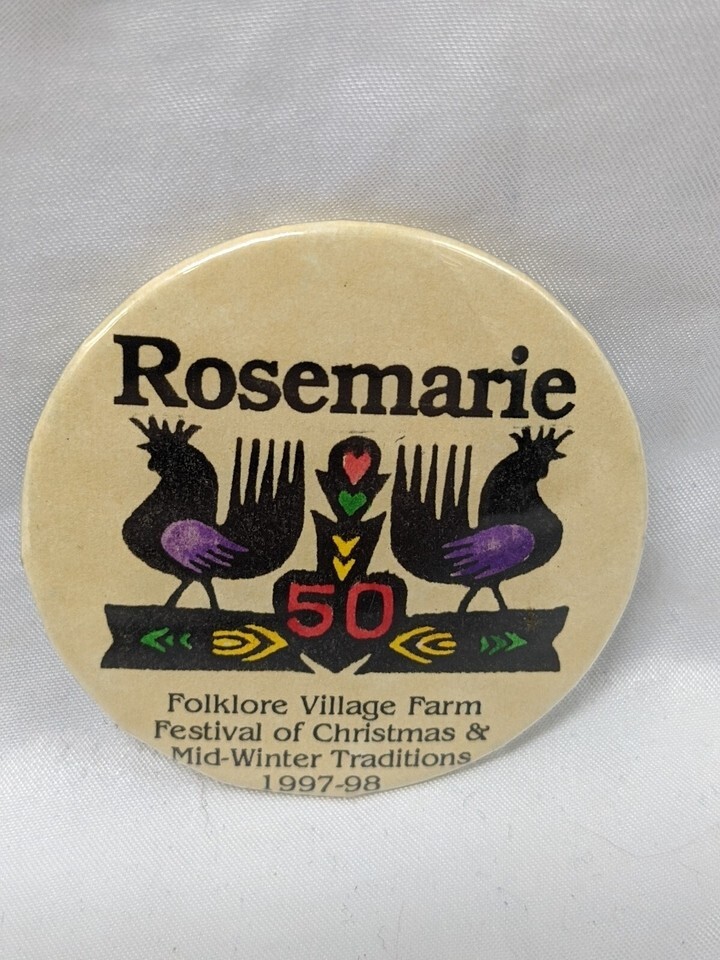 Rosemarie
50
Folklore Village Farm
Festival of Christmas &
Mid-Winter Traditions
1997-98